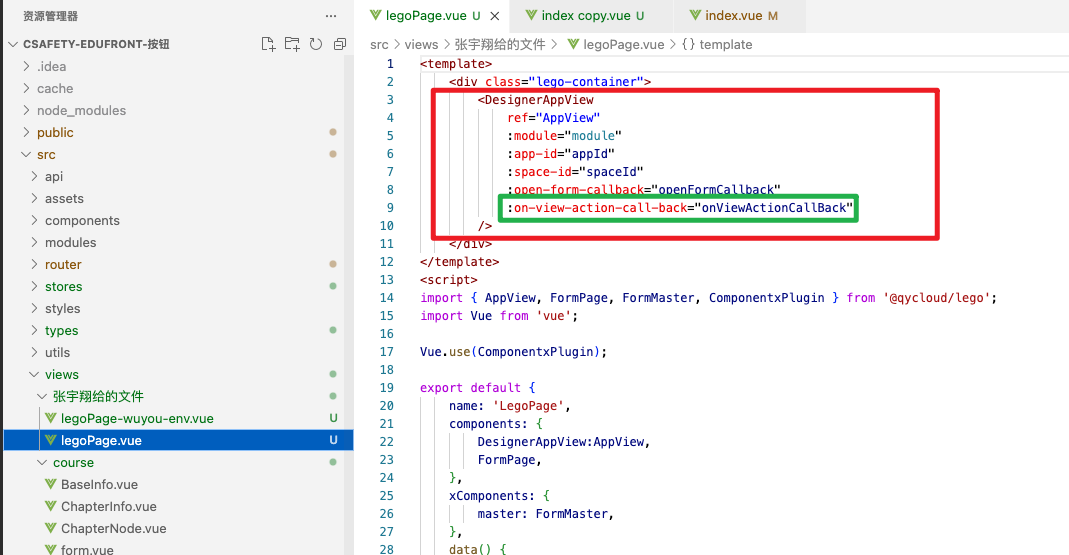 资源管理器
CSAFETY-EDUFRONT-按钮
.idea
cache
node_modules
public
src
api
assets
components
modules
router
stores
styles
types
utils
views
张宇翔给的文件
legoPage-wuyou-env.vue U
legoPage.vue U
course
BaseInfo.vue
ChapterInfo.vue
ChapterNode.vue
form.vue
legoPage.vue U
index copy.vue U
index.vue M
src > views > 张宇翔给的文件 > legoPage.vue > {} template
1 <template>
2 <div class="lego-container">
3 <DesignerAppView
4 ref="AppView"
5 :module="module"
6 :app-id="appId"
7 :space-id="spaceId"
8 :open-form-callback="openFormCallback"
9 :on-view-action-call-back="onViewActionCallBack"
10 />
11 </div>
12 </template>
13 <script>
14 import { AppView, FormPage, FormMaster, ComponentxPlugin } from '@qycloud/lego';
15 import Vue from 'vue';
16
17 Vue.use(ComponentxPlugin);
18
19 export default {
20 name: 'LegoPage',
21 components: {
22 DesignerAppView:AppView,
23 FormPage,
24 },
25 xComponents: {
26 master: FormMaster,
27 },
28 data() {